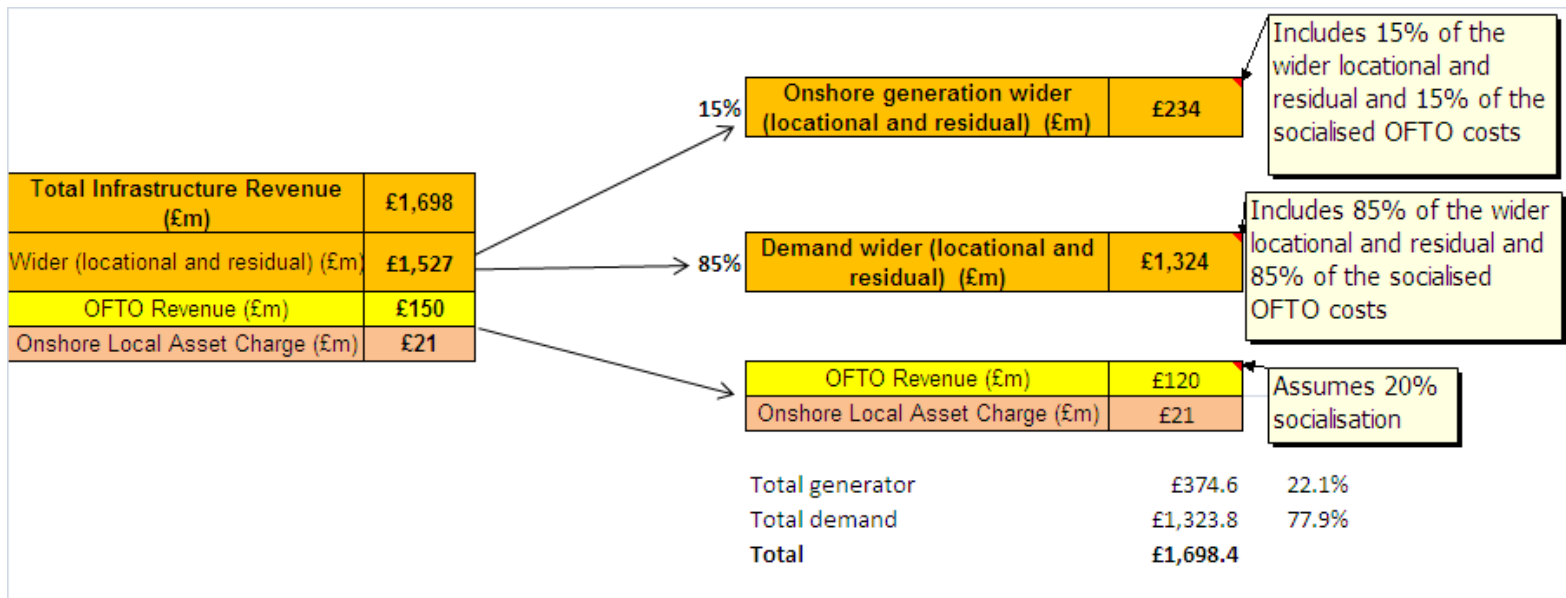 Total Infrastructure Revenue
(£m)
£1,698
Wider (locational and residual) (£m)
£1,527
OFTO Revenue (£m)
£150
Onshore Local Asset Charge (£m)
£21
15%
Onshore generation wider
(locational and residual) (£m)
£234
Includes 15% of the
wider locational and
residual and 15% of the
socialised OFTO costs
85%
Demand wider (locational and
residual) (£m)
£1,324
Includes 85% of the wider
locational and residual and
85% of the socialised
OFTO costs
OFTO Revenue (£m)
£120
Onshore Local Asset Charge (£m)
£21
Assumes 20%
socialisation
Total generator £374.6 22.1%
Total demand £1,323.8 77.9%
Total £1,698.4